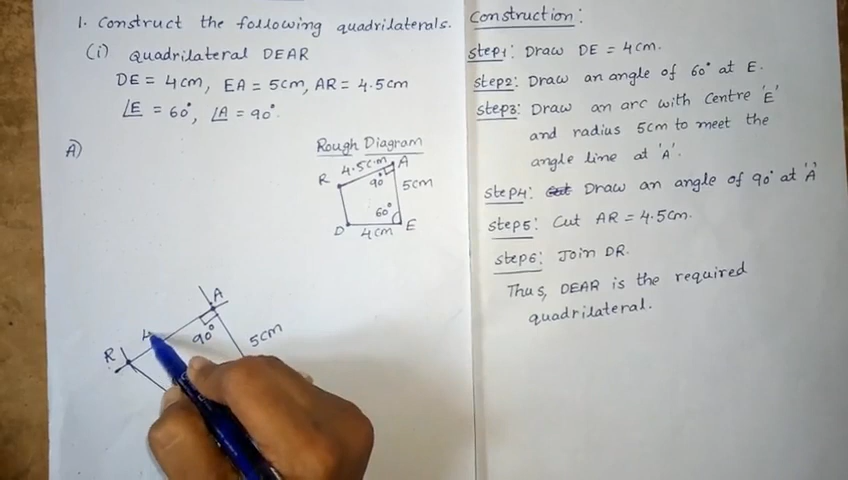 1. Construct the following quadrilaterals.
(i) Quadrilateral DEAR
DE = 4cm, EA = 5cm, AR = 4.5cm
∠E = 60°, ∠A = 90°.
A)
Rough Diagram
4.5c.m A
R 90° 5cm
60°
D 4cm E
A
4
90° 5cm
R
Construction:
Step1: Draw DE = 4cm.
Step2: Draw an angle of 60° at E.
Step3: Draw an arc with centre 'E'
and radius 5cm to meet the
angle line at 'A'.
Step4: Cut Draw an angle of 90° at 'A'
Step5: Cut AR = 4.5cm.
Step6: Join DR.
Thus, DEAR is the required
quadrilateral.